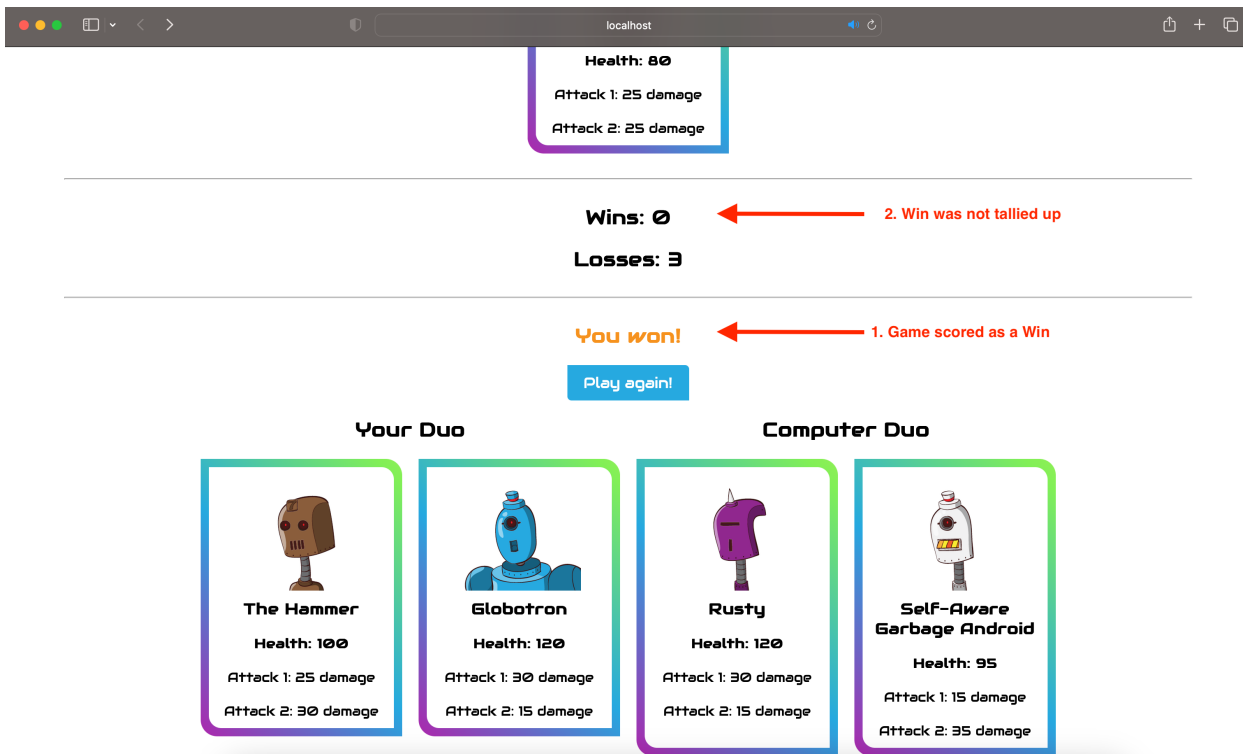 localhost
Health: 80
Attack 1: 25 damage
Attack 2: 25 damage
Wins: 0
2. Win was not tallied up
Losses: 3
You won!
1. Game scored as a Win
Play again!
Your Duo
Computer Duo
The Hammer
Health: 100
Attack 1: 25 damage
Attack 2: 30 damage
Globotron
Health: 120
Attack 1: 30 damage
Attack 2: 15 damage
Rusty
Health: 120
Attack 1: 30 damage
Attack 2: 15 damage
Self-Aware
Garbage Android
Health: 95
Attack 1: 15 damage
Attack 2: 35 damage